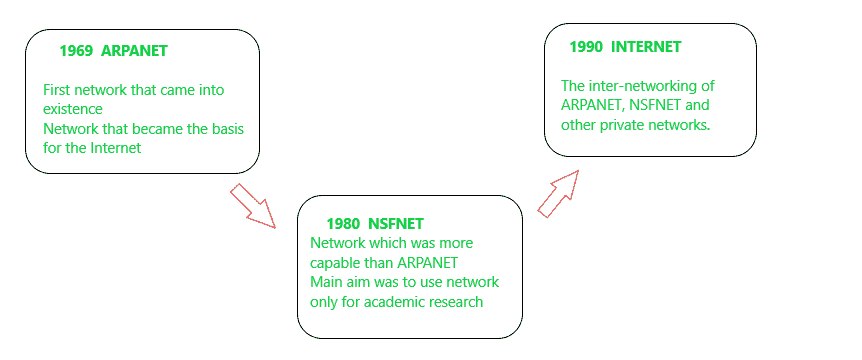 1969 ARPANET
First network that came into
existence
Network that became the basis
for the Internet
1980 NSFNET
Network which was more
capable than ARPANET
Main aim was to use network
only for academic research
1990 INTERNET
The inter-networking of
ARPANET, NSFNET and
other private networks.